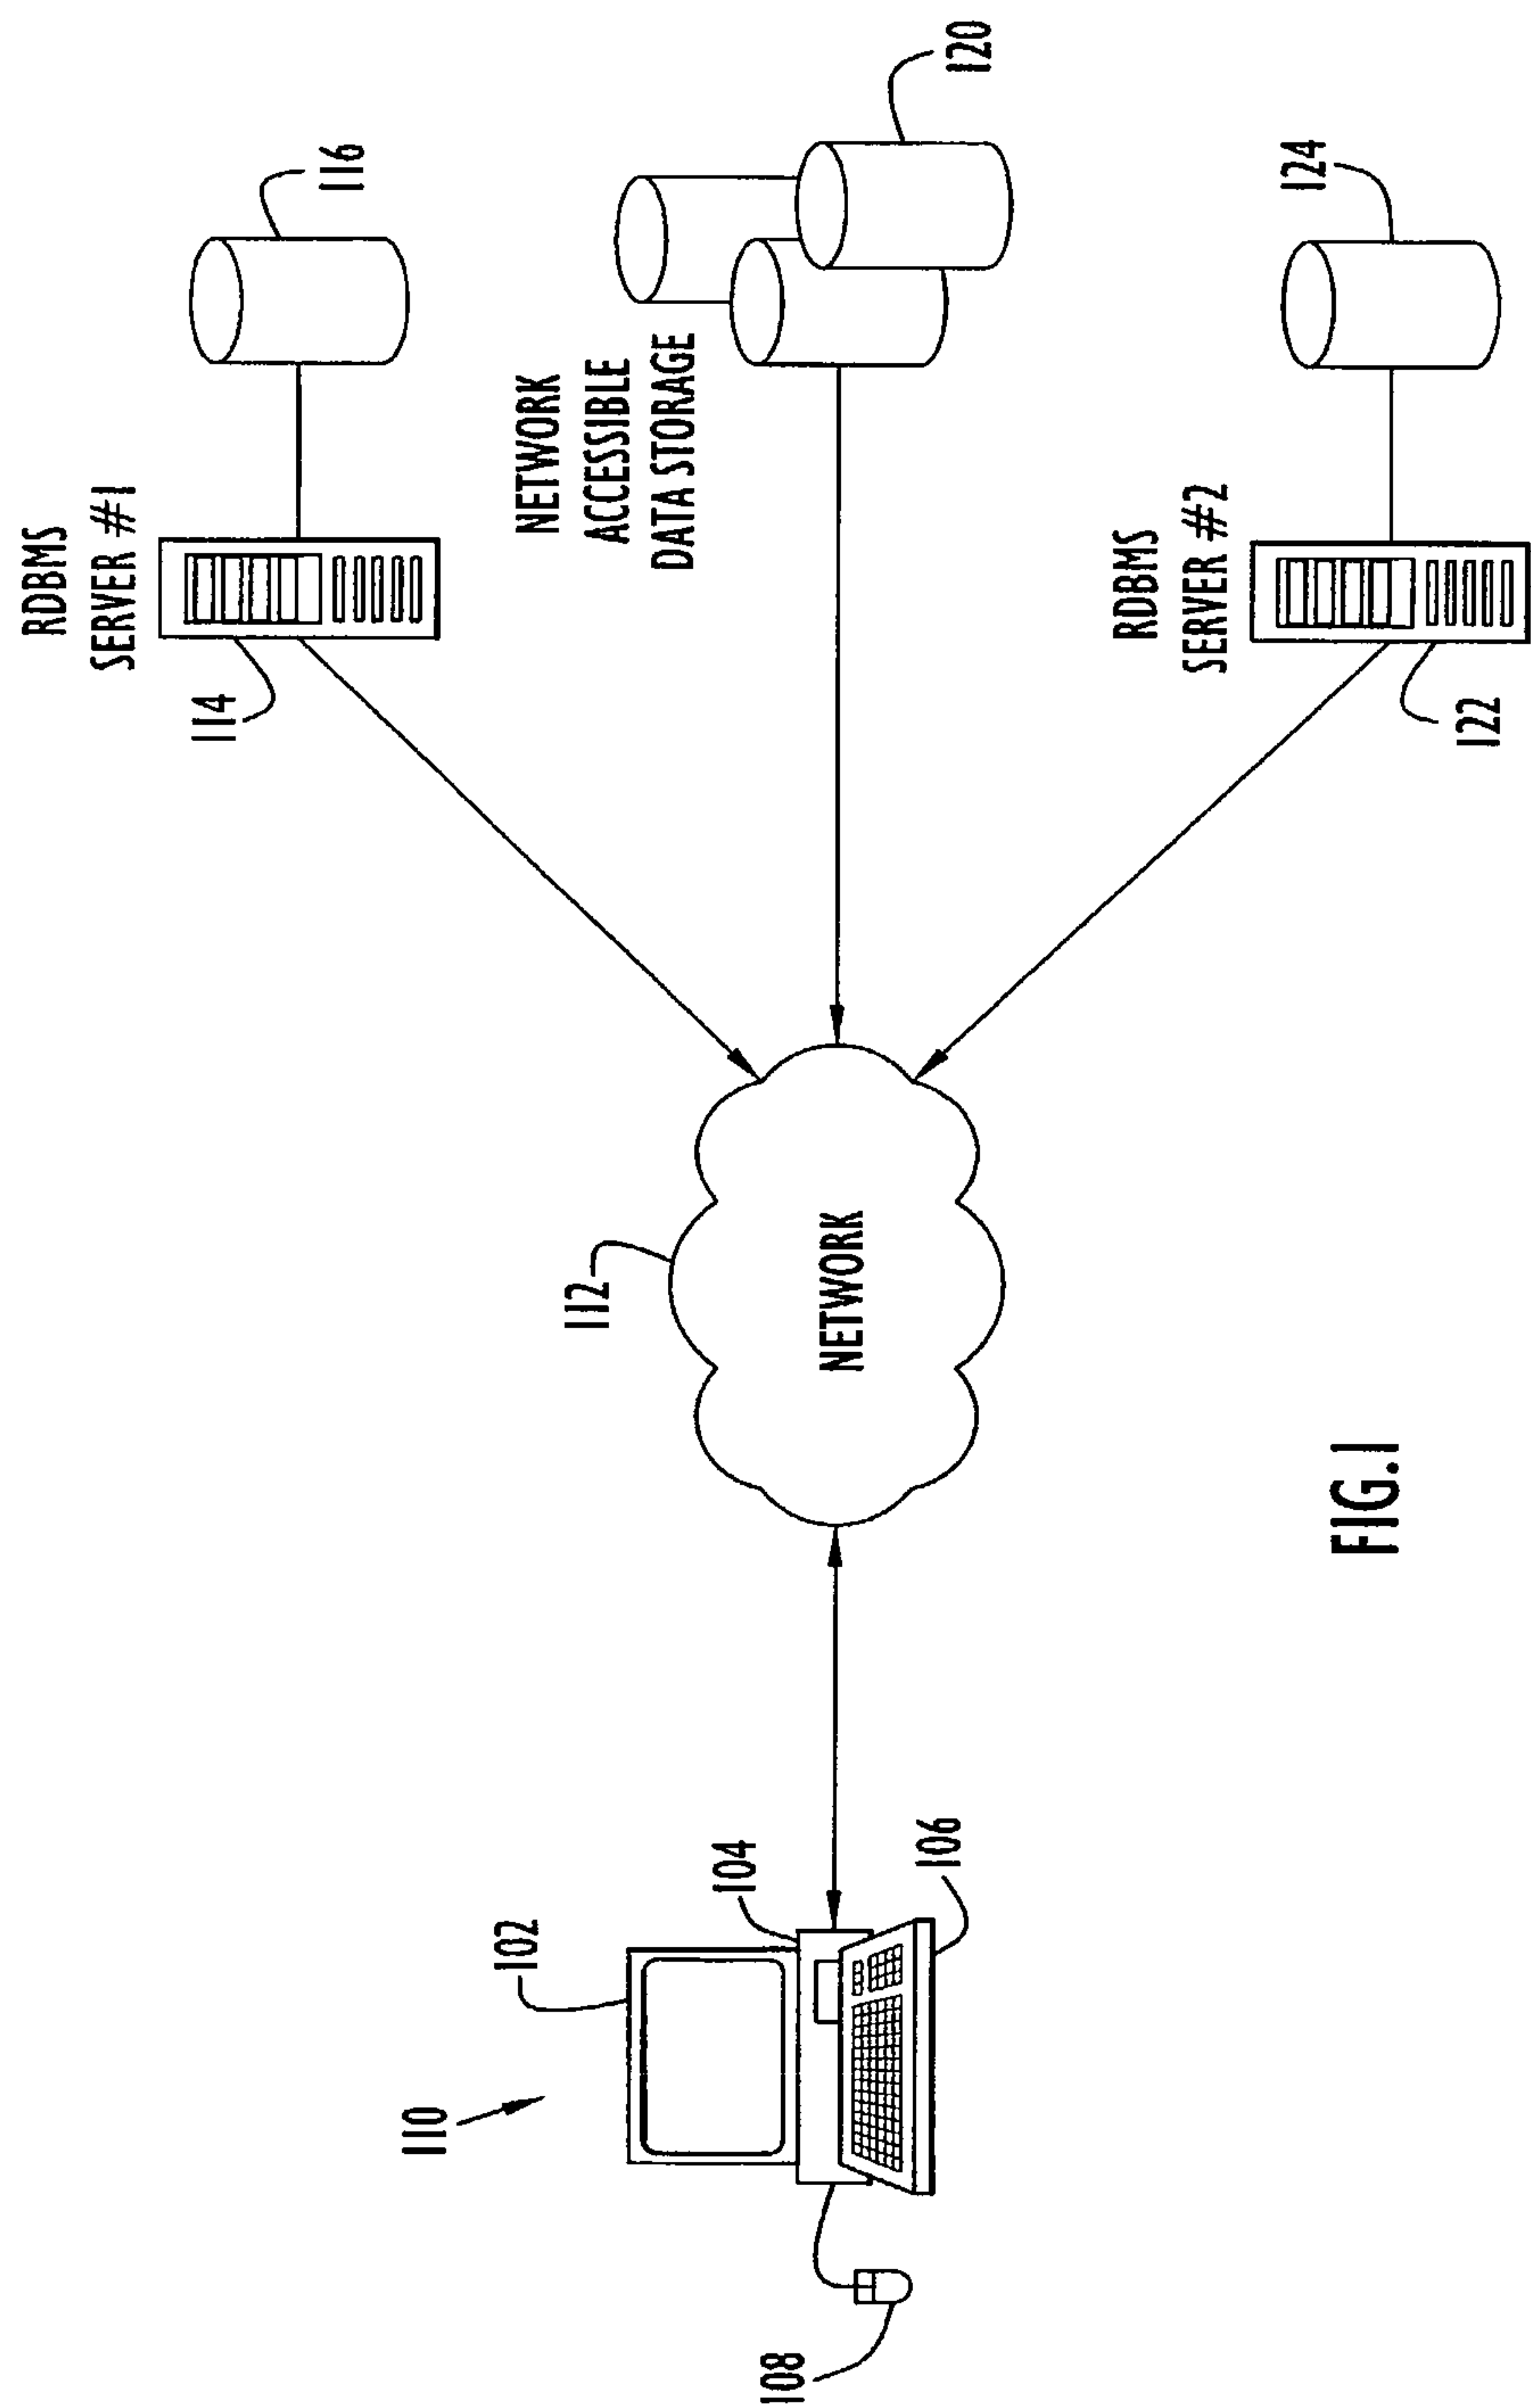 RDBMS
SERVER #1
114
116
NETWORK
ACCESSIBLE
DATA STORAGE
120
112
NETWORK
110
102
104
106
108
RDBMS
SERVER #2
122
124
FIG.1